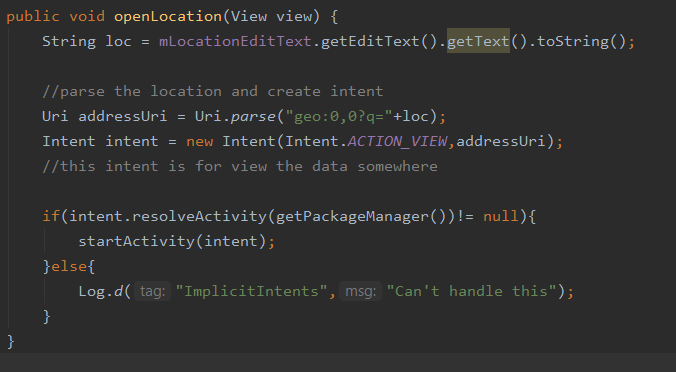 public void openLocation(View view) {
String loc = mLocationEditText.getEditText().getText().toString();
//parse the location and create intent
Uri addressUri = Uri.parse("geo:0,0?q="+loc);
Intent intent = new Intent(Intent.ACTION_VIEW,addressUri);
//this intent is for view the data somewhere
if(intent.resolveActivity(getPackageManager())!= null){
startActivity(intent);
}else{
Log.d( tag: "ImplicitIntents", msg: "Can't handle this");
}
}